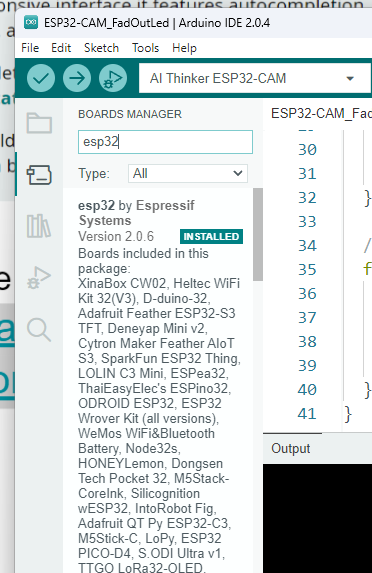 onsive interface it features autocompletion
ESP32-CAM_FadOutLed | Arduino IDE 2.0.4
File Edit Sketch Tools Help
AI Thinker ESP32-CAM
BOARDS MANAGER
esp32
Type: All
esp32 by Espressif
Systems
Version 2.0.6 INSTALLED
Boards included in this
package:
XinaBox CW02, Heltec WiFi
Kit 32(V3), D-duino-32,
Adafruit Feather ESP32-S3
TFT, Deneyap Mini v2,
Cytron Maker Feather AIoT
S3, SparkFun ESP32 Thing,
LOLIN C3 Mini, ESPea32,
ThaiEasyElec's ESPino32,
ODROID ESP32, ESP32
Wrover Kit (all versions),
WeMos WiFi&Bluetooth
Battery, Node32s,
HONEYLemon, Dongsen
Tech Pocket 32, M5Stack-
CoreInk, Silicognition
wESP32, IntoRobot Fig,
Adafruit QT Py ESP32-C3,
M5Stick-C, LoPy, ESP32
PICO-D4, S.ODI Ultra v1,
TTGO LoRa32-OLED,
ESP32-CAM_Fad
30
31
32 }
33
34 /
35 f
36
37
38
39
40 }
41 }
Output